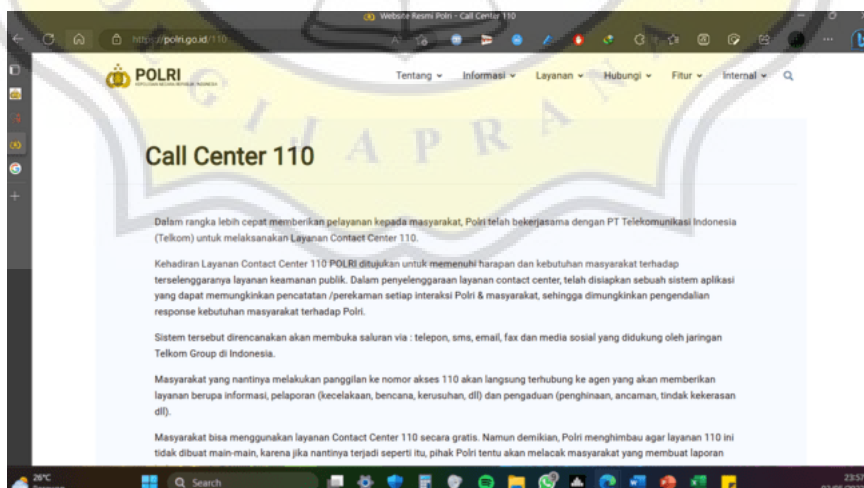 Website Resmi Polri - Call Center 110
https://polri.go.id/110
POLRI
Tentang
Informasi
Layanan
Hubungi
Fitur
Internal
GIJAPRANA
Call Center 110
Dalam rangka lebih cepat memberikan pelayanan kepada masyarakat, Polri telah bekerjasama dengan PT Telekomunikasi Indonesia
(Telkom) untuk melaksanakan Layanan Contact Center 110.
Kehadiran Layanan Contact Center 110 POLRI ditujukan untuk memenuhi harapan dan kebutuhan masyarakat terhadap
terselenggaranya layanan keamanan publik. Dalam penyelenggaraan layanan contact center, telah disiapkan sebuah sistem aplikasi
yang dapat memungkinkan pencatatan /perekaman setiap interaksi Polri & masyarakat, sehingga dimungkinkan pengendalian
response kebutuhan masyarakat terhadap Polri.
Sistem tersebut direncanakan akan membuka saluran via : telepon, sms, email, fax dan media sosial yang didukung oleh jaringan
Telkom Group di Indonesia.
Masyarakat yang nantinya melakukan panggilan ke nomor akses 110 akan langsung terhubung ke agen yang akan memberikan
layanan berupa informasi, pelaporan (kecelakaan, bencana, kerusuhan, dll) dan pengaduan (penghinaan, ancaman, tindak kekerasan
dll).
Masyarakat bisa menggunakan layanan Contact Center 110 secara gratis. Namun demikian, Polri menghimbau agar layanan 110 ini
tidak dibuat main-main, karena jika nantinya terjadi seperti itu, pihak Polri tentu akan melacak masyarakat yang membuat laporan
26°C
Search
23:57